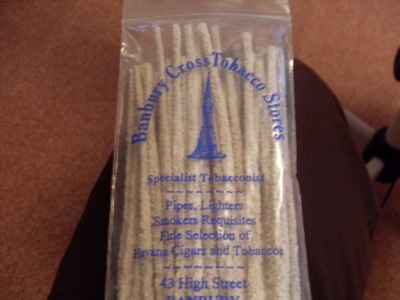 Banbury Cross Tobacco Stores
Specialist Tobacconist
~~~~~~~~
Pipes, Lighters
Smokers Requisites
Fine Selection of
Havana Cigars and Tobaccos
~~~~~~~~
43 High Street
BANBURY